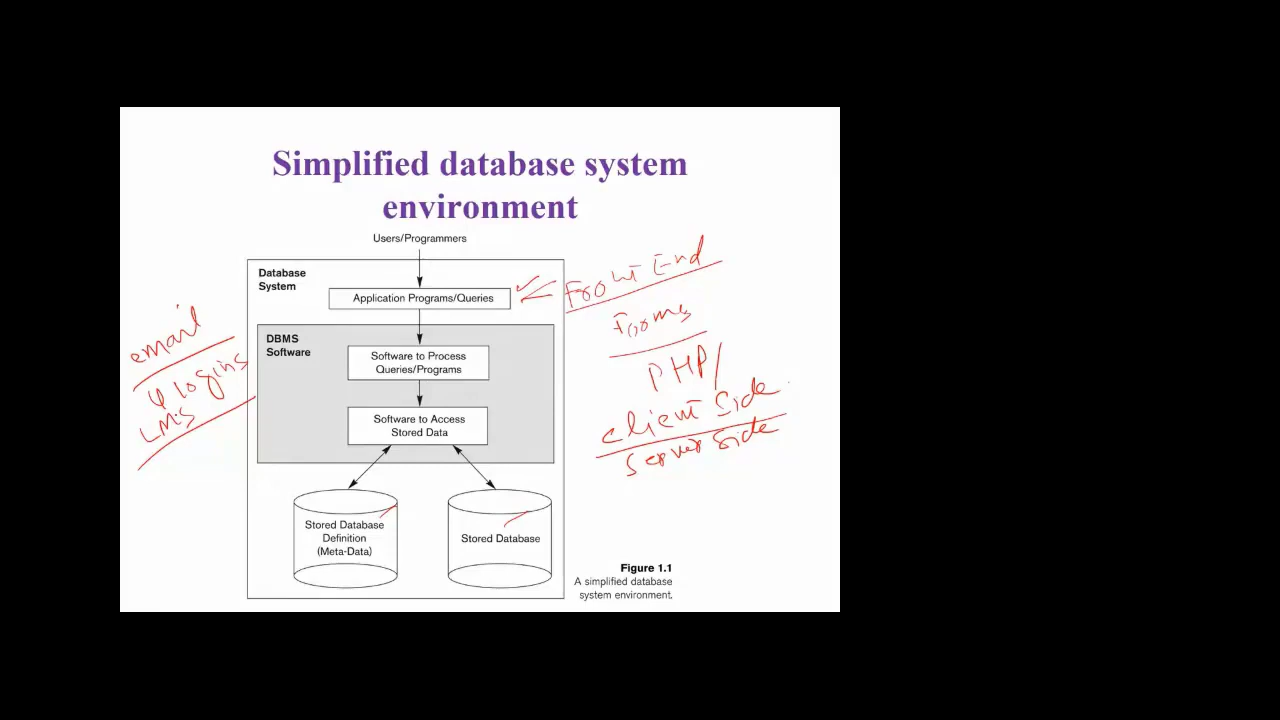 Simplified database system
environment
Users/Programmers
Database
System
Application Programs/Queries
DBMS
Software
Software to Process
Queries/Programs
Software to Access
Stored Data
Stored Database
Definition
(Meta-Data)
Stored Database
Figure 1.1
A simplified database
system environment.
email
logins
LMS
Front End
Forms
PHP/
Client Side
Server Side